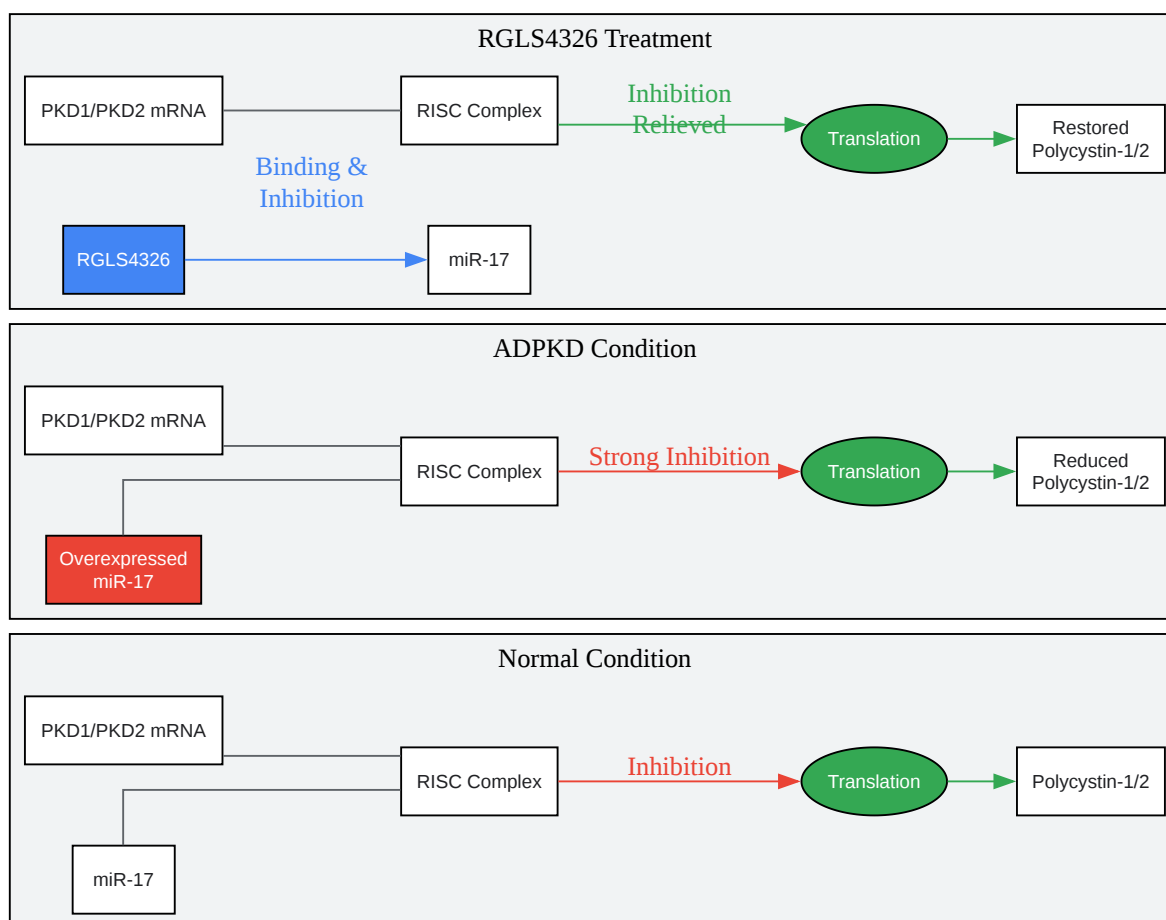 RGLS4326 Treatment
PKD1/PKD2 mRNA
RISC Complex
Inhibition
Relieved
Translation
Restored
Polycystin-1/2
Binding &
Inhibition
RGLS4326
miR-17
ADPKD Condition
PKD1/PKD2 mRNA
RISC Complex
Strong Inhibition
Translation
Reduced
Polycystin-1/2
Overexpressed
miR-17
Normal Condition
PKD1/PKD2 mRNA
RISC Complex
Inhibition
Translation
Polycystin-1/2
miR-17